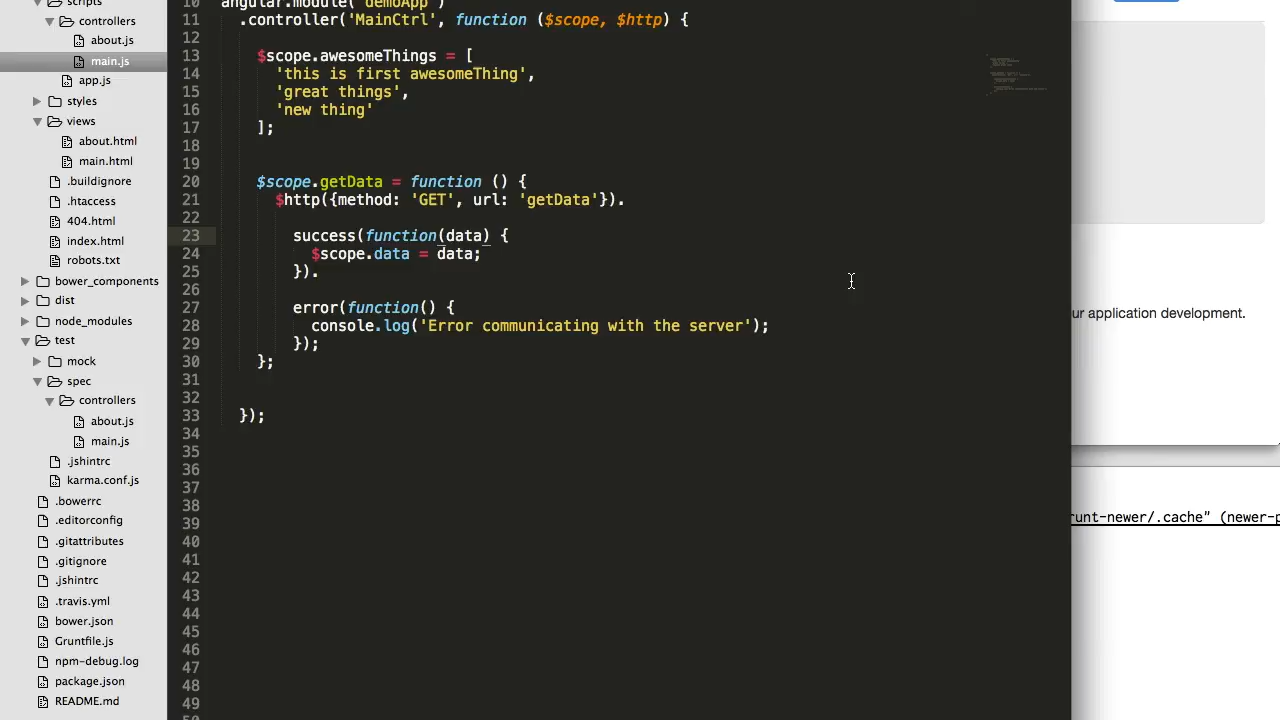 scripts
controllers
about.js
main.js
app.js
styles
views
about.html
main.html
.buildignore
.htaccess
404.html
index.html
robots.txt
bower_components
dist
node_modules
test
mock
spec
controllers
about.js
main.js
.jshintrc
karma.conf.js
.bowerrc
.editorconfig
.gitattributes
.gitignore
.jshintrc
.travis.yml
bower.json
Gruntfile.js
npm-debug.log
package.json
README.md
10 angular.module('demoApp')
11 .controller('MainCtrl', function ($scope, $http) {
12
13 $scope.awesomeThings = [
14 'this is first awesomeThing',
15 'great things',
16 'new thing'
17 ];
18
19
20 $scope.getData = function () {
21 $http({method: 'GET', url: 'getData'}).
22
23 success(function(data) {
24 $scope.data = data;
25 }).
26
27 error(function() {
28 console.log('Error communicating with the server');
29 });
30 };
31
32
33 });
34
35
36
37
38
39
40
41
42
43
44
45
46
47
48
49
ur application development.
runt-newer/.cache" (newer-p